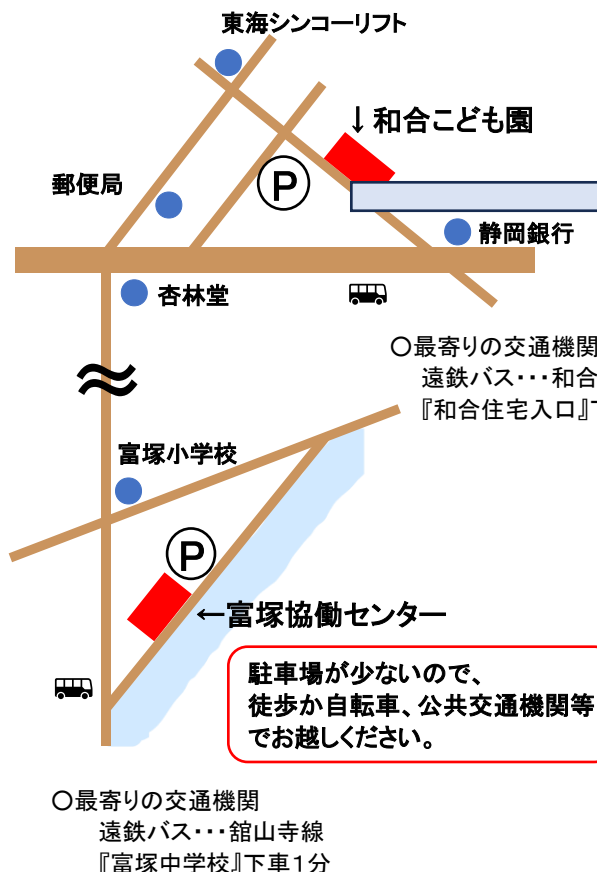 東海シンコーリフト
↓和合こども園
P
郵便局
静岡銀行
杏林堂
〇最寄りの交通機関
遠鉄バス・・・和合
『和合住宅入口』
富塚小学校
P
←富塚協働センター
駐車場が少ないので、
徒歩か自転車、公共交通機関等
でお越しください。
〇最寄りの交通機関
遠鉄バス・・・舘山寺線
『富塚中学校』下車1分